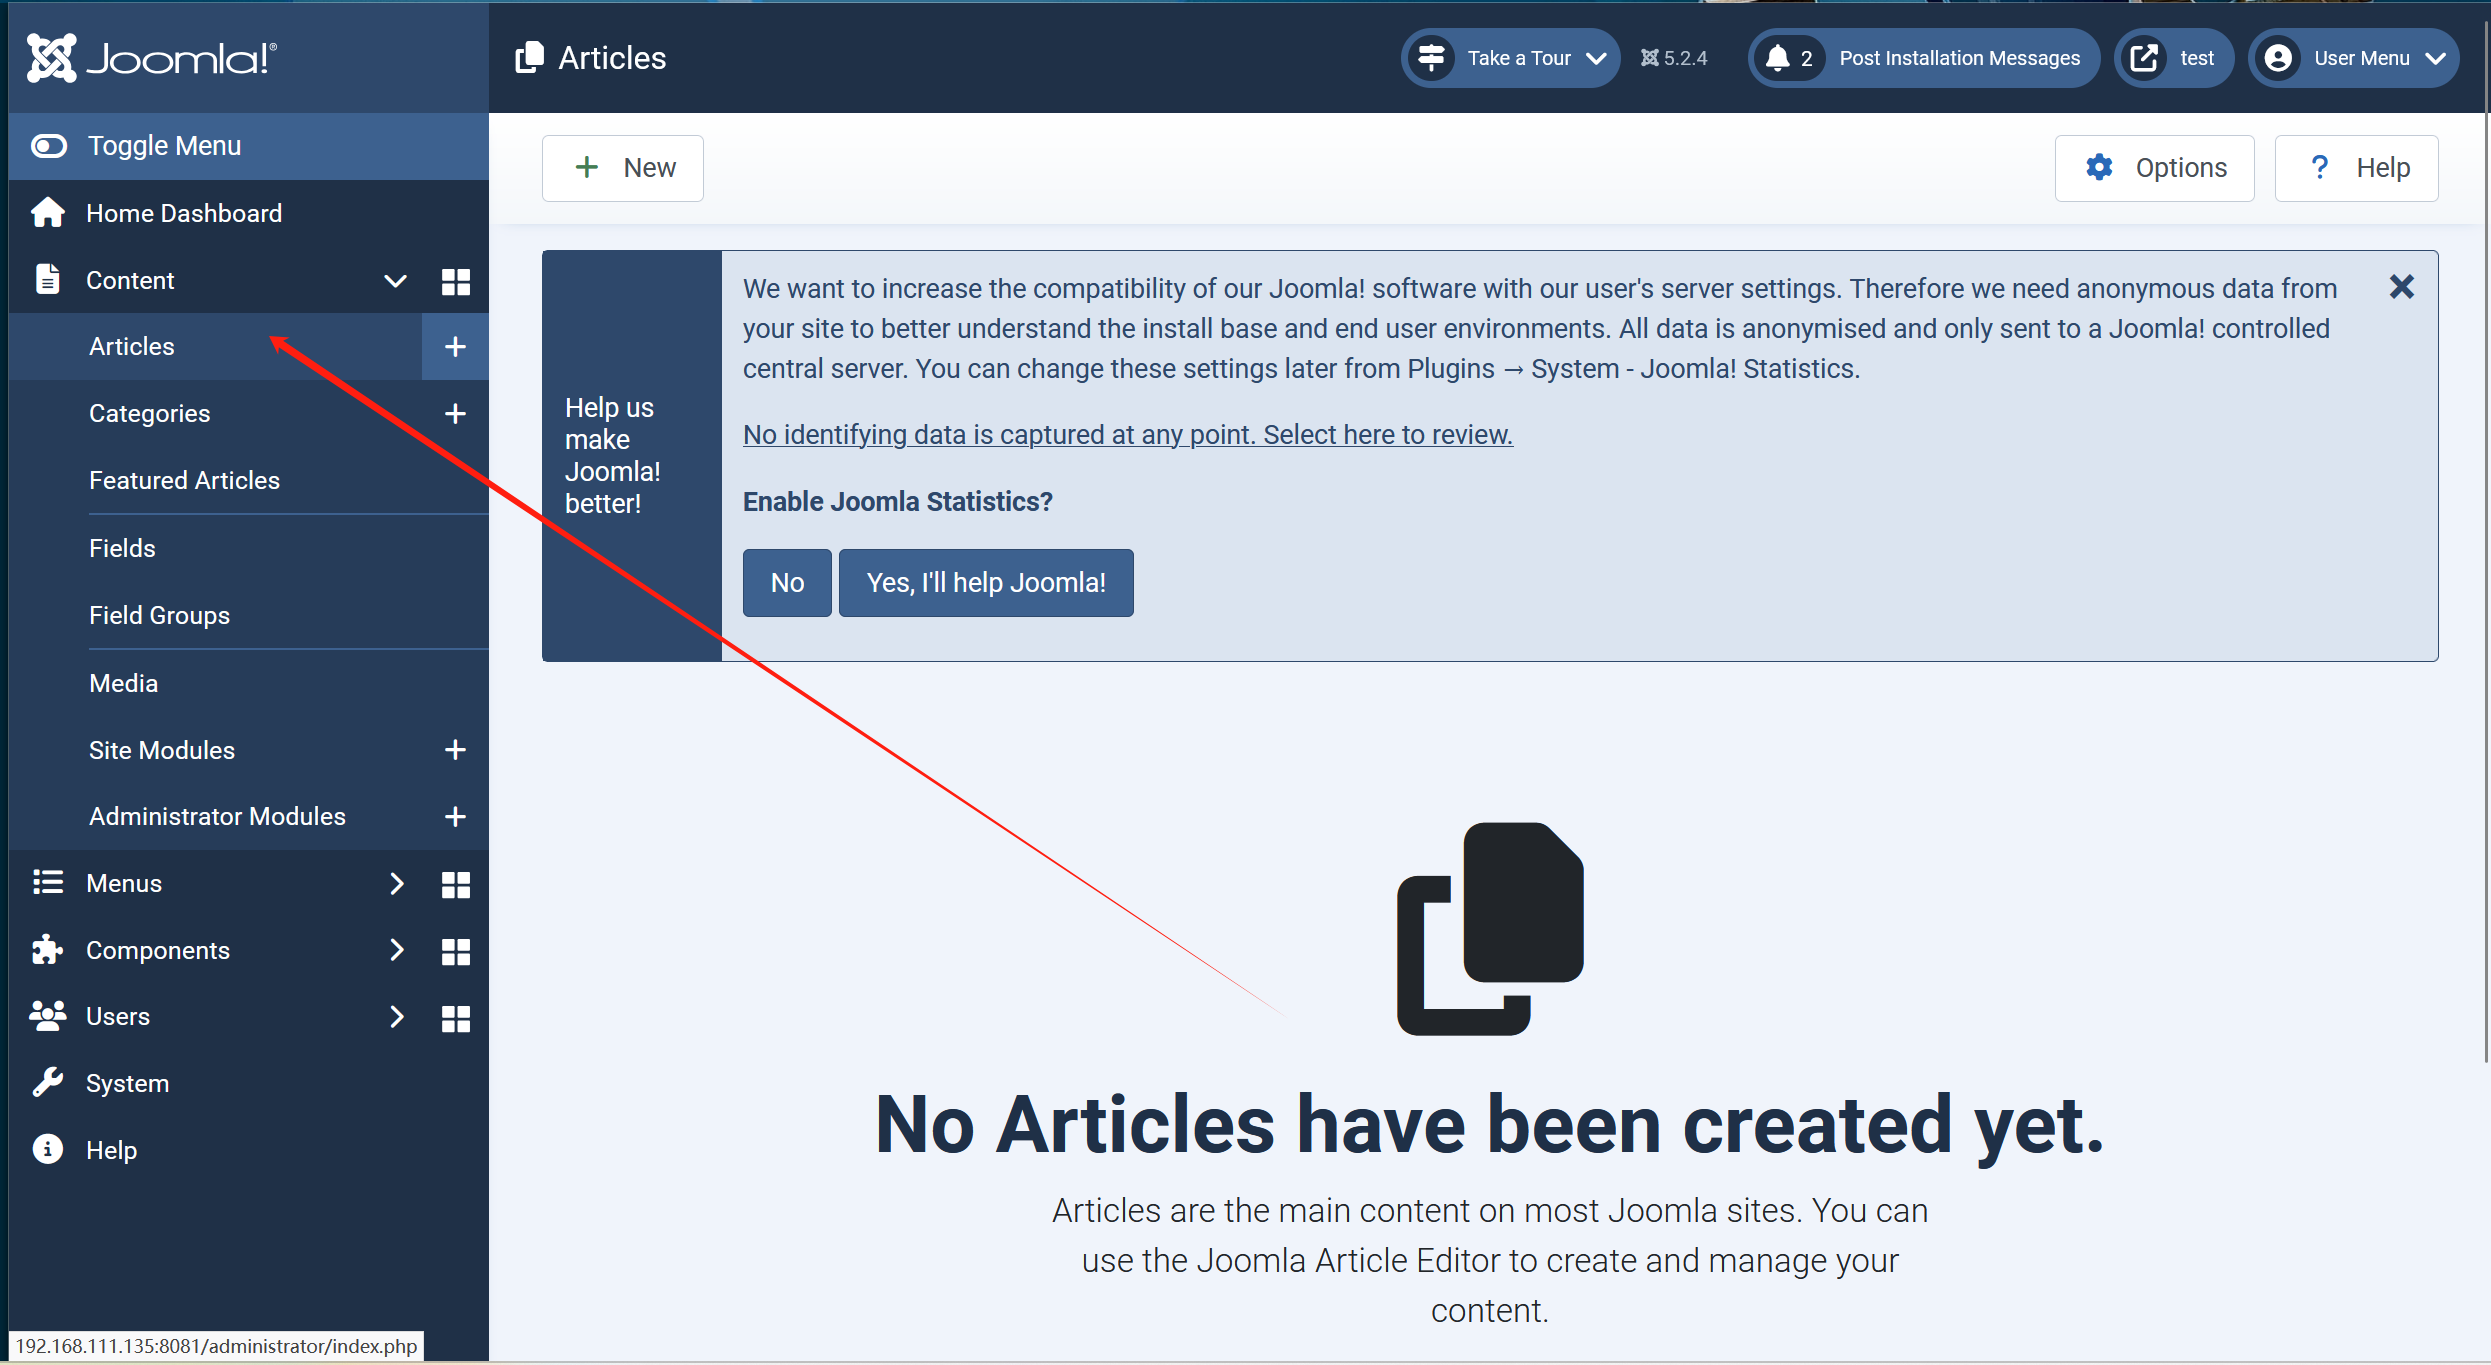 Joomla!®
Articles
Take a Tour
5.2.4
2 Post Installation Messages
test
User Menu
Toggle Menu
Home Dashboard
Content
Articles
Categories
Featured Articles
Fields
Field Groups
Media
Site Modules
Administrator Modules
Menus
Components
Users
System
Help
192.168.111.135:8081/administrator/index.php
+ New
Options
? Help
Help us
make
Joomla!
better!
We want to increase the compatibility of our Joomla! software with our user's server settings. Therefore we need anonymous data from
your site to better understand the install base and end user environments. All data is anonymised and only sent to a Joomla! controlled
central server. You can change these settings later from Plugins → System - Joomla! Statistics.
No identifying data is captured at any point. Select here to review.
Enable Joomla Statistics?
No
Yes, I'll help Joomla!
No Articles have been created yet.
Articles are the main content on most Joomla sites. You can
use the Joomla Article Editor to create and manage your
content.